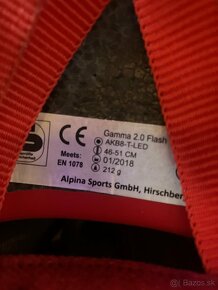 Gamma 2.0 Flash
AKB8-T-LED
46-51 CM
Meets:
EN 1078
01/2018
212 g
Alpina Sports GmbH, Hirschber
bazos.sk